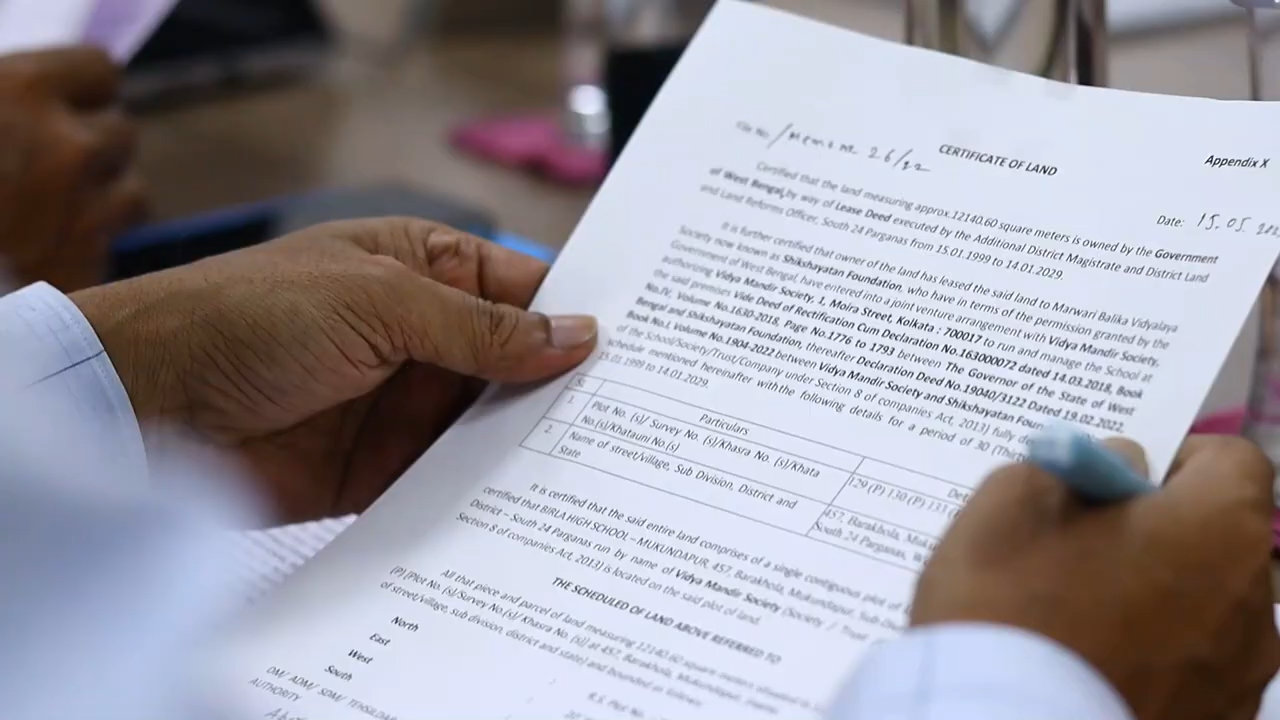 /Memo No 26/22
CERTIFICATE OF LAND
Appendix X
Date: 15.05.
Certified that the land measuring approx.12140.60 square meters is owned by the Government
of West Bengal, by way of Lease Deed executed by the Additional District Magistrate and District Land
and Land Reforms Officer, South 24 Parganas from 15.01.1999 to 14.01.2029.
It is further certified that owner of the land has leased the said land to Marwari Balika Vidyalaya
Society now known as Shikshayatan Foundation, who have in terms of the permission granted by the
Government of West Bengal, have entered into a joint venture arrangement with Vidya Mandir Society,
authorizing Vidya Mandir Society, 1, Moira Street, Kolkata : 700017 to run and manage the School at
the said premises Vide Deed of Rectification Cum Declaration No.163000072 dated 14.03.2018, Book
No.IV, Volume No.1630-2018, Page No.1776 to 1793 between The Governor of the State of West
Bengal and Shikshayatan Foundation, thereafter Declaration Deed No.19040/3122 Dated 19.02.2022,
Book No.I, Volume No.1904-2022 between Vidya Mandir Society and Shikshayatan Foun
of the School/Society/Trust/Company under Section 8 of companies Act, 2013) fully
schedule mentioned hereinafter with the following details for a period of 30 (Thirty
15.01.1999 to 14.01.2029.
Sr. Particulars
1. Plot No. (s)/ Survey No. (s)/Khasra No. (s)/Khata 129 (P) 130 (P) 133 (P)
No.(s)/Khatauni No.(s)
2. Name of street/village, Sub Division, District and 457, Barakhola,
State South 24 Parganas,
It is certified that the said entire land comprises of a single contiguous plot of
certified that BIRLA HIGH SCHOOL – MUKUNDAPUR, 457, Barakhola, Mukundapur, Sub
District – South 24 Parganas run by name of Vidya Mandir Society (Society / Trust
Section 8 of companies Act, 2013) is located on the said plot of land.
THE SCHEDULED OF LAND ABOVE REFERRED TO
All that piece and parcel of land measuring 12140.60 square meters situated
(P) [Plot No. (s)/Survey No.(s)/ Khasra No. (s)] at 457, Barakhola, Mukundapur,
of street/village, sub division, district and state) and bounded as follows:
North
East
West
South
DM/ ADM/ SDM/ TEHSILDAR
AUTHORITY